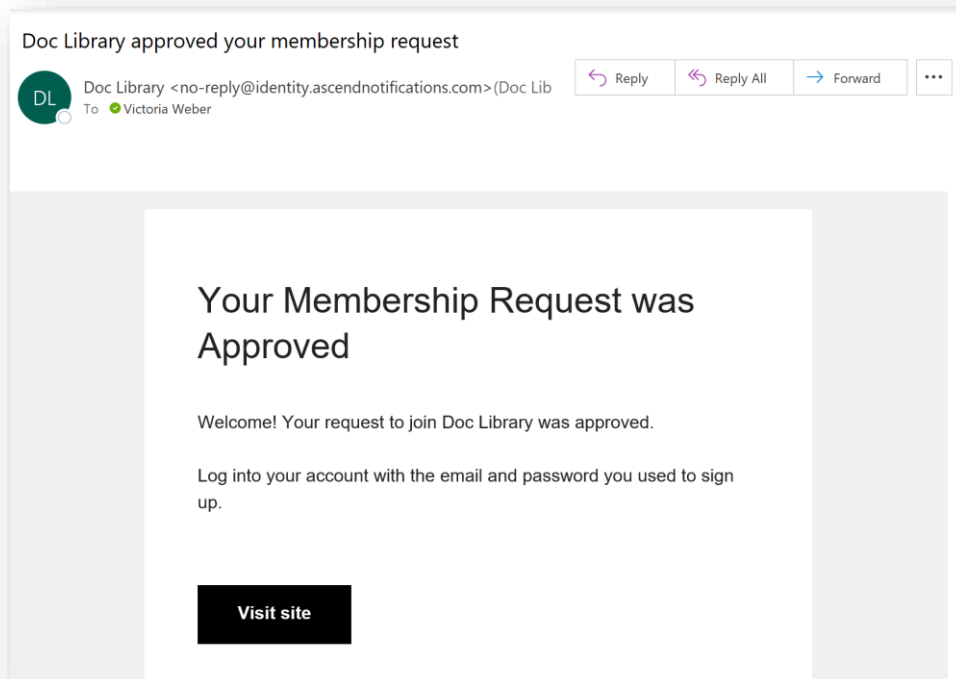 Doc Library approved your membership request
DL
Doc Library <no-reply@identity.ascendnotifications.com>(Doc Lib
To Victoria Weber
Reply
Reply All
Forward
...
Your Membership Request was
Approved
Welcome! Your request to join Doc Library was approved.
Log into your account with the email and password you used to sign
up.
Visit site